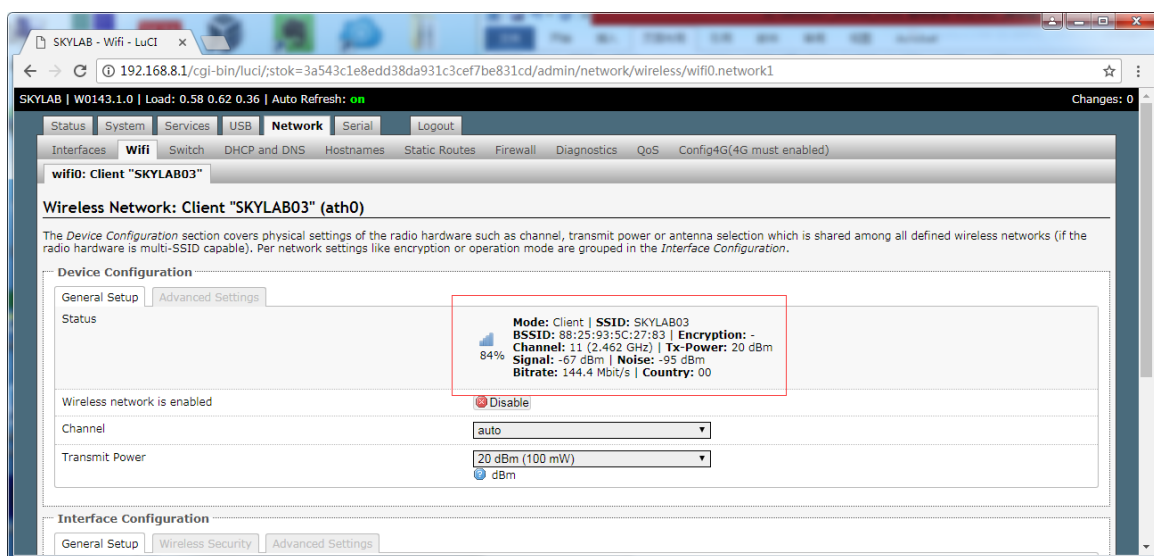 SKYLAB - Wifi - LuCI
192.168.8.1/cgi-bin/luci/;stok=3a543c1e8edd38da931c3cef7be831cd/admin/network/wireless/wifi0.network1
SKYLAB | W0143.1.0 | Load: 0.58 0.62 0.36 | Auto Refresh: on Changes: 0
Status System Services USB Network Serial Logout
Interfaces Wifi Switch DHCP and DNS Hostnames Static Routes Firewall Diagnostics QoS Config4G(4G must enabled)
wifi0: Client "SKYLAB03"
Wireless Network: Client "SKYLAB03" (ath0)
The Device Configuration section covers physical settings of the radio hardware such as channel, transmit power or antenna selection which is shared among all defined wireless networks (if the
radio hardware is multi-SSID capable). Per network settings like encryption or operation mode are grouped in the Interface Configuration.
Device Configuration
General Setup Advanced Settings
Status
Mode: Client | SSID: SKYLAB03
BSSID: 88:25:93:5C:27:83 | Encryption: -
Channel: 11 (2.462 GHz) | Tx-Power: 20 dBm
84% Signal: -67 dBm | Noise: -95 dBm
Bitrate: 144.4 Mbit/s | Country: 00
Wireless network is enabled Disable
Channel auto
Transmit Power 20 dBm (100 mW)
dBm
Interface Configuration
General Setup Wireless Security Advanced Settings